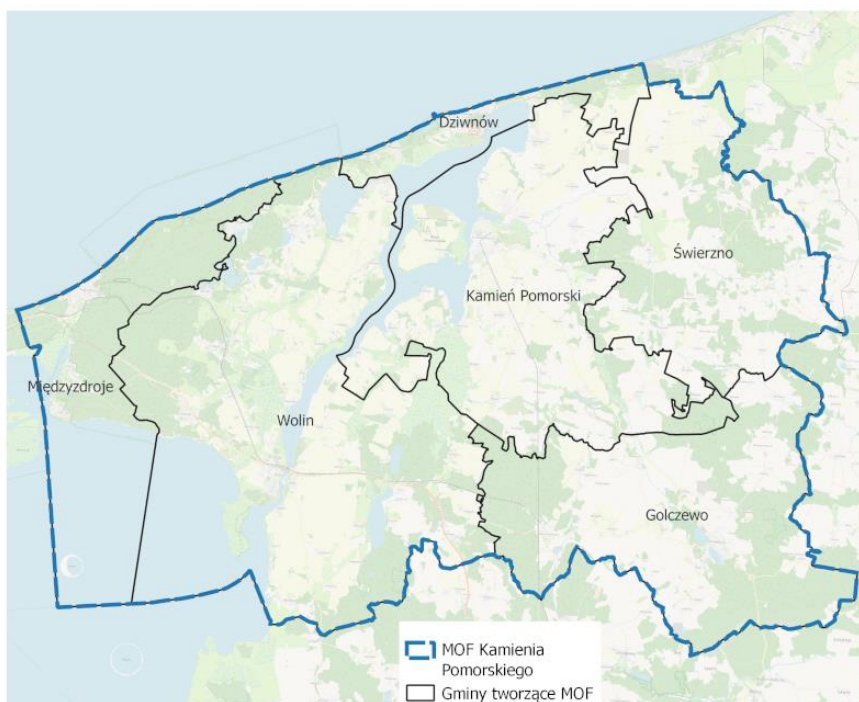 Dziwnów
Świerzno
Kamień Pomorski
Międzyzdroje
Wolin
Golczewo
MOF Kamienia
Pomorskiego
Gminy tworzące MOF